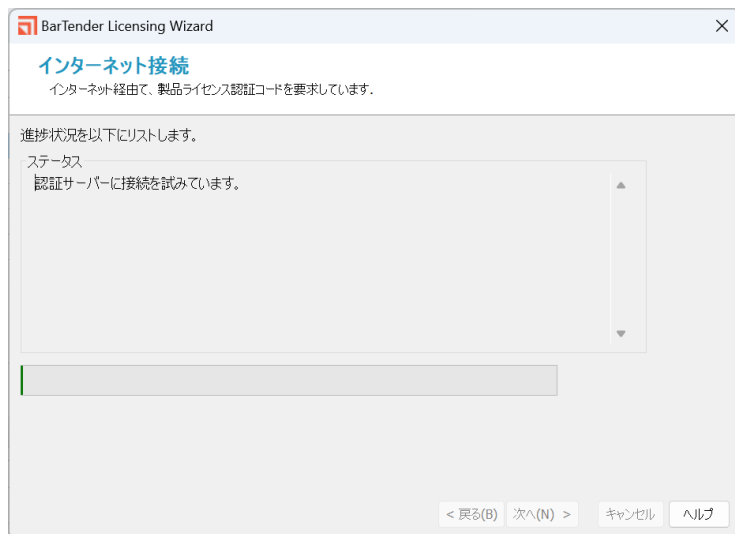 BarTender Licensing Wizard
インターネット接続
インターネット経由で、製品ライセンス認証コードを要求しています.
進捗状況を以下にリストします。
ステータス
認証サーバーに接続を試みています。
< 戻る(B) 次へ(N) > キャンセル ヘルプ